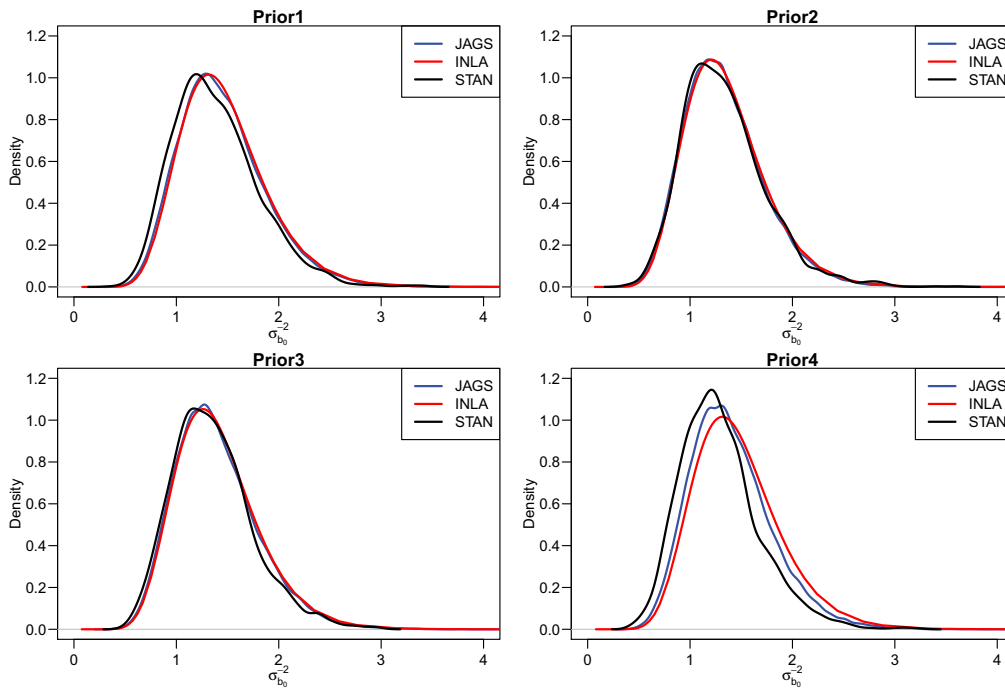 Prior1
1.2
1.0
0.8
0.6
0.4
0.2
0.0
Density
JAGS
INLA
STAN
0 1 2 3 4
σ_{b_0}^{-2}
Prior2
1.2
1.0
0.8
0.6
0.4
0.2
0.0
Density
JAGS
INLA
STAN
0 1 2 3 4
σ_{b_0}^{-2}
Prior3
1.2
1.0
0.8
0.6
0.4
0.2
0.0
Density
JAGS
INLA
STAN
0 1 2 3 4
σ_{b_0}^{-2}
Prior4
1.2
1.0
0.8
0.6
0.4
0.2
0.0
Density
JAGS
INLA
STAN
0 1 2 3 4
σ_{b_0}^{-2}